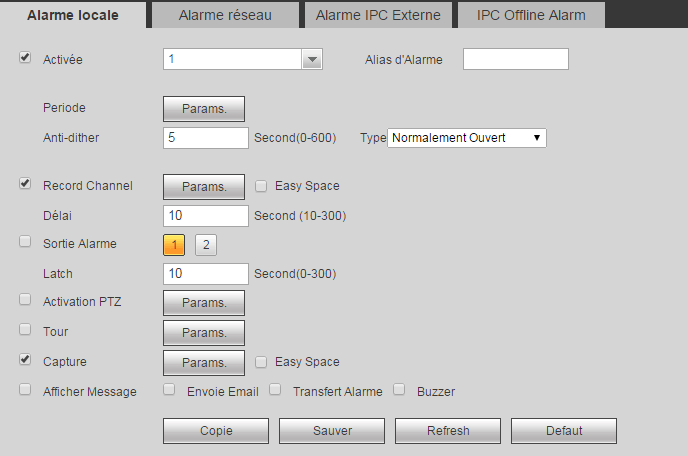 Alarme locale Alarme réseau Alarme IPC Externe IPC Offline Alarm
Activée 1 Alias d'Alarme
Periode Params.
Anti-dither 5 Second(0-600) Type Normalement Ouvert
Record Channel Params. Easy Space
Délai 10 Second (10-300)
Sortie Alarme 1 2
Latch 10 Second(0-300)
Activation PTZ Params.
Tour Params.
Capture Params. Easy Space
Afficher Message Envoie Email Transfert Alarme Buzzer
Copie Sauver Refresh Defaut